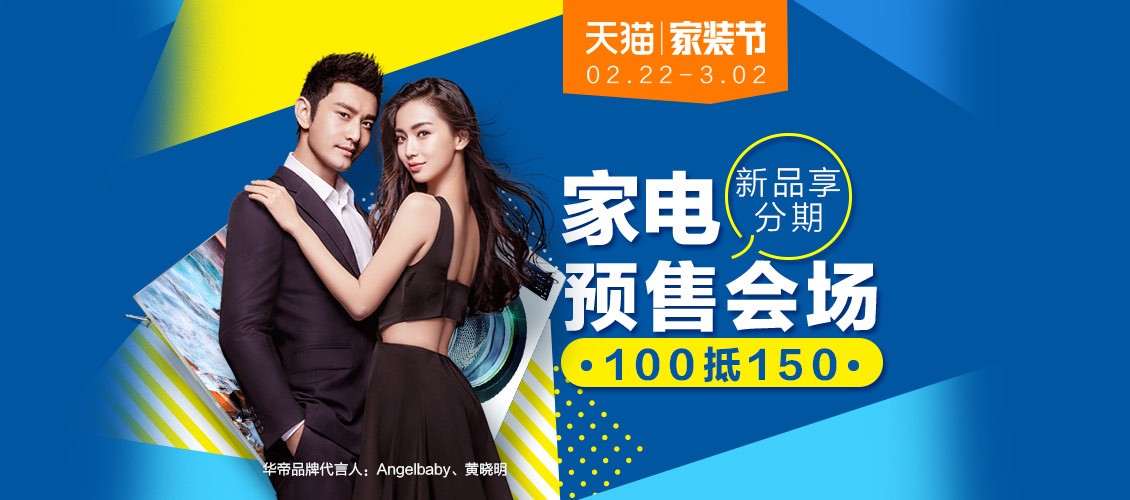 天猫|家装节
02.22-3.02
家电
新品享
分期
预售会场
·100抵150·
华帝品牌代言人：Angelbaby、黄晓明